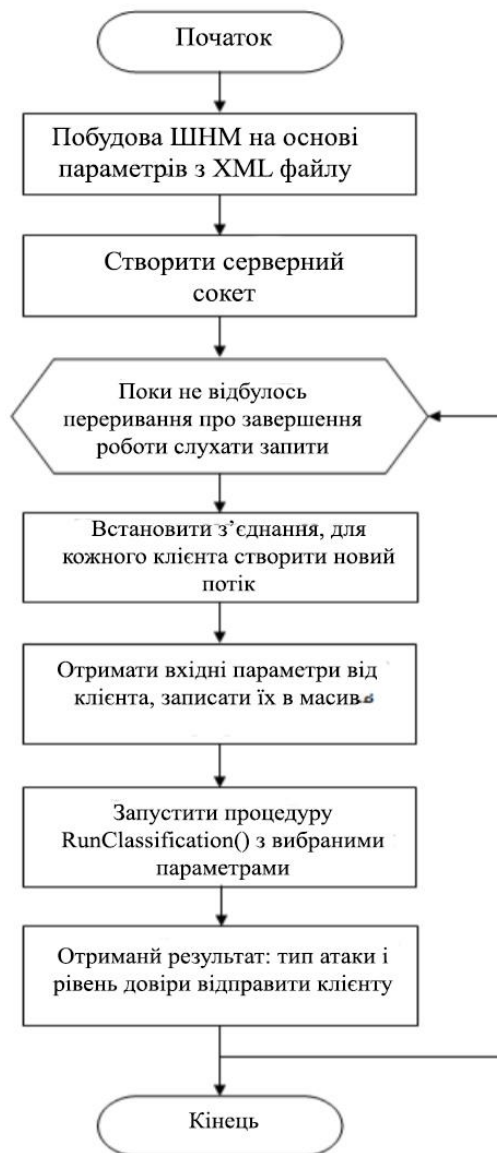 Початок
Побудова ШНМ на основі
параметрів з XML файлу
Створити серверний
сокет
Поки не відбулось
переривання про завершення
роботи слухати запити
Встановити з’єднання, для
кожного клієнта створити новий
потік
Отримати вхідні параметри від
клієнта, записати їх в масив
Запустити процедуру
RunClassification() з вибраними
параметрами
Отриманй результат: тип атаки і
рівень довіри відправити клієнту
Кінець